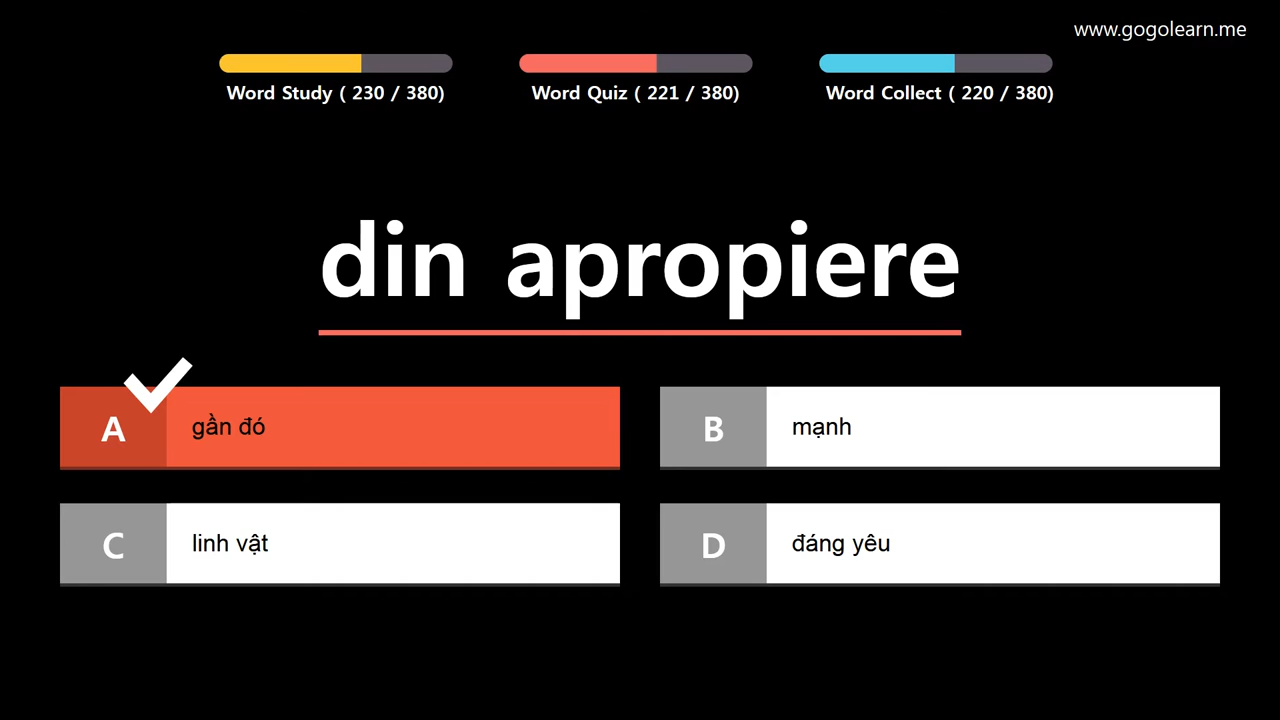 www.gogolearn.me
Word Study ( 230 / 380)
Word Quiz ( 221 / 380)
Word Collect ( 220 / 380)
din apropiere
A gần đó
B mạnh
C linh vật
D đáng yêu